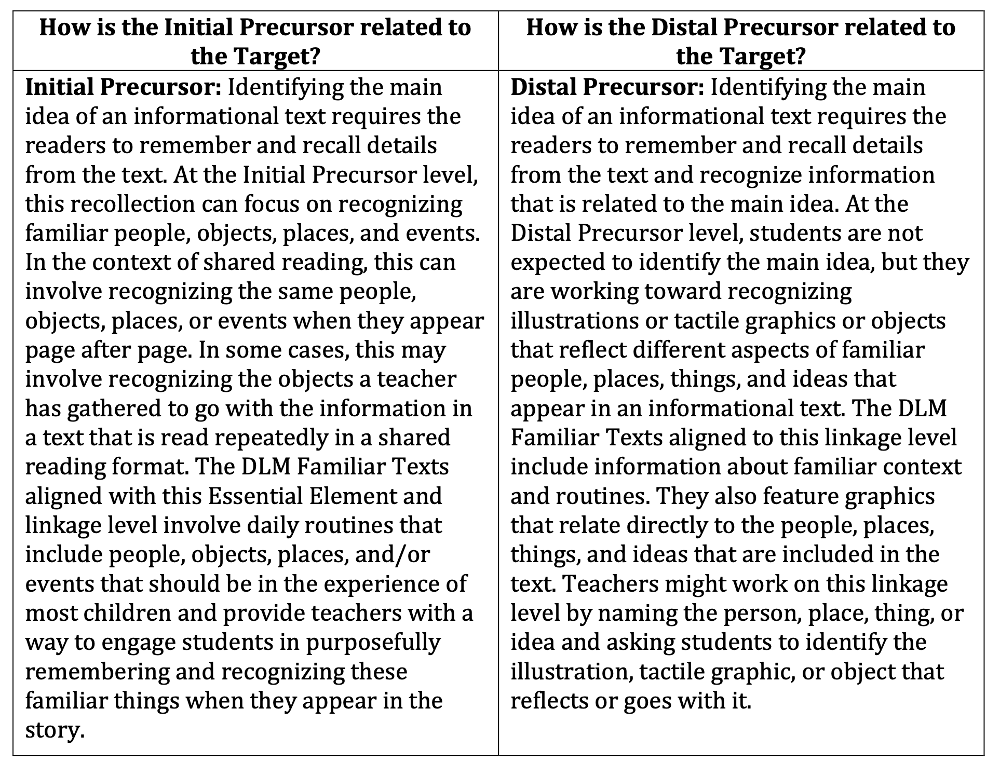 How is the Initial Precursor related to
the Target?
Initial Precursor: Identifying the main
idea of an informational text requires the
readers to remember and recall details
from the text. At the Initial Precursor level,
this recollection can focus on recognizing
familiar people, objects, places, and events.
In the context of shared reading, this can
involve recognizing the same people,
objects, places, or events when they appear
page after page. In some cases, this may
involve recognizing the objects a teacher
has gathered to go with the information in
a text that is read repeatedly in a shared
reading format. The DLM Familiar Texts
aligned with this Essential Element and
linkage level involve daily routines that
include people, objects, places, and/or
events that should be in the experience of
most children and provide teachers with a
way to engage students in purposefully
remembering and recognizing these
familiar things when they appear in the
story.
How is the Distal Precursor related to
the Target?
Distal Precursor: Identifying the main
idea of an informational text requires the
readers to remember and recall details
from the text and recognize information
that is related to the main idea. At the
Distal Precursor level, students are not
expected to identify the main idea, but they
are working toward recognizing
illustrations or tactile graphics or objects
that reflect different aspects of familiar
people, places, things, and ideas that
appear in an informational text. The DLM
Familiar Texts aligned to this linkage level
include information about familiar context
and routines. They also feature graphics
that relate directly to the people, places,
things, and ideas that are included in the
text. Teachers might work on this linkage
level by naming the person, place, thing, or
idea and asking students to identify the
illustration, tactile graphic, or object that
reflects or goes with it.